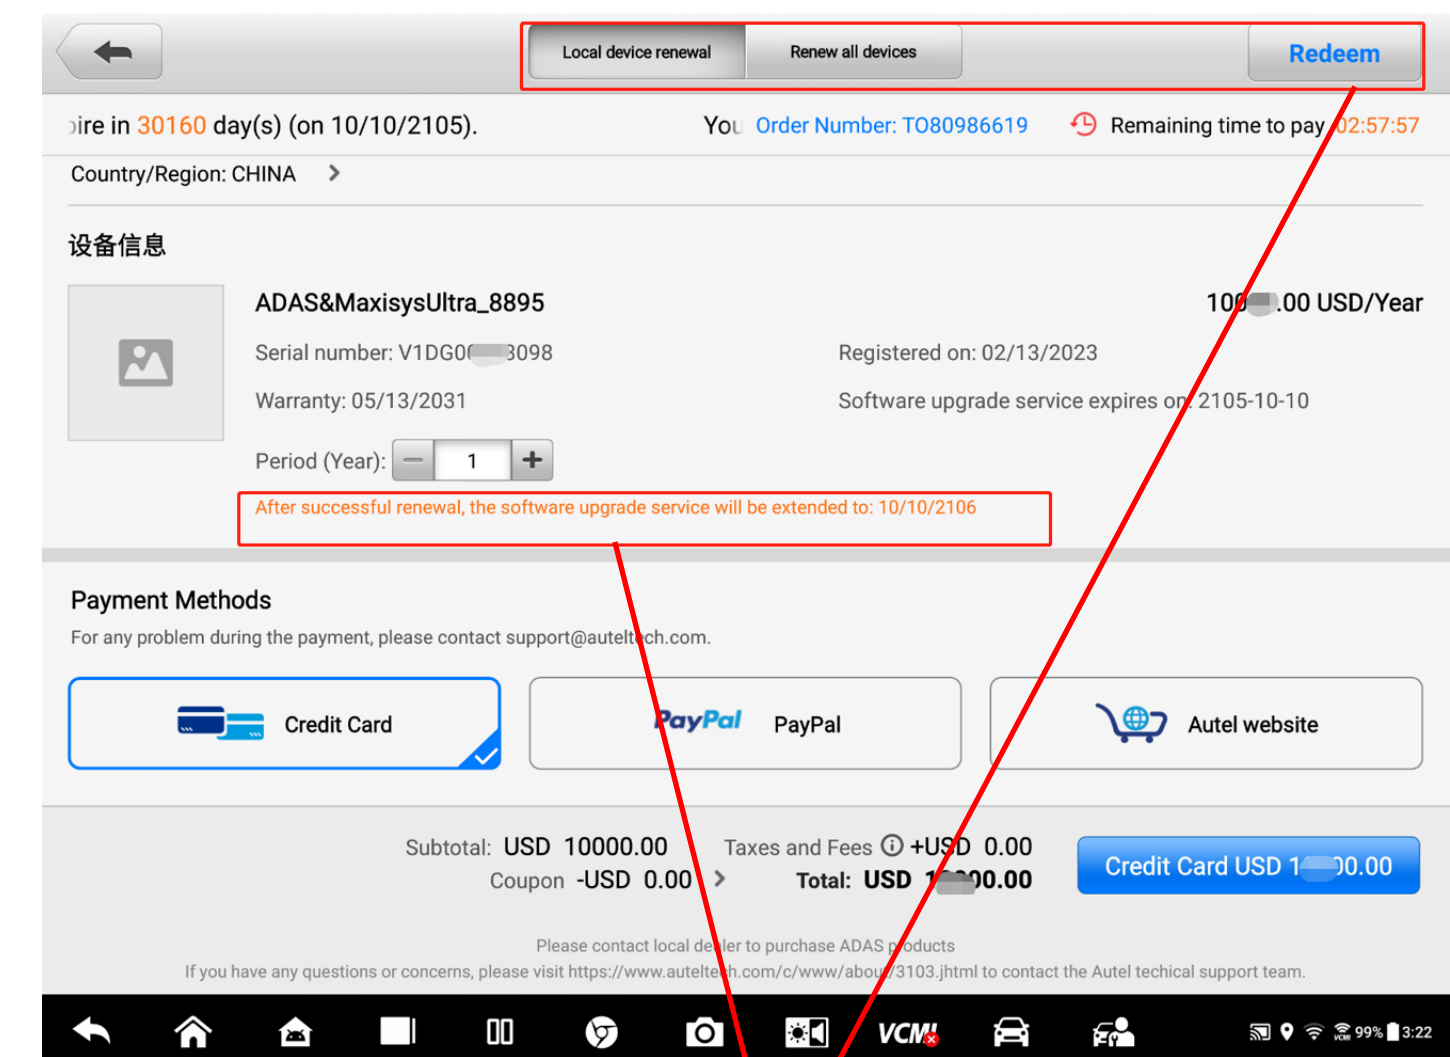 Local device renewal Renew all devices Redeem
ire in 30160 day(s) (on 10/10/2105). You Order Number: TO80986619 Remaining time to pay 02:57:57
Country/Region: CHINA
设备信息
ADAS&MaxisysUltra_8895 .00 USD/Year
Serial number: Registered on: 02/13/2023
Warranty: 05/13/2031 Software upgrade service expires on: 2105-10-10
Period (Year): − 1 +
After successful renewal, the software upgrade service will be extended to: 10/10/2106
Payment Methods
For any problem during the payment, please contact support@auteltech.com.
Credit Card PayPal PayPal Autel website
Subtotal: USD 10000.00 Taxes and Fees +USD 0.00
Coupon -USD 0.00 > Total: USD Credit Card USD
Please contact local dealer to purchase ADAS products
If you have any questions or concerns, please visit https://www.auteltech.com/c/www/about/3103.jhtml to contact the Autel techical support team.
VCMI VCMI 99% 3:22